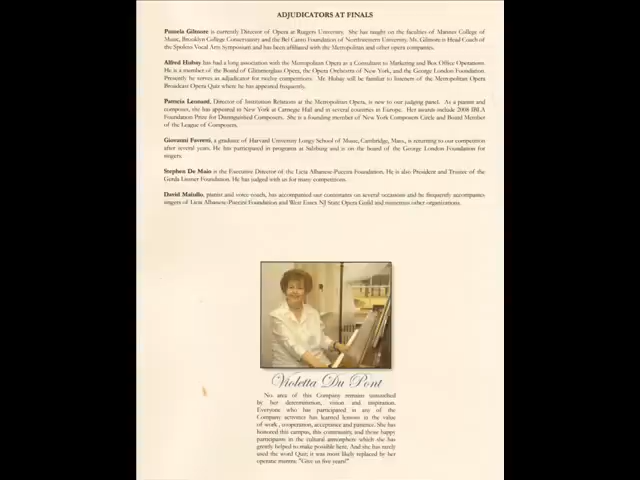 ADJUDICATORS AT FINALS
Pamela Gilmore is currently Director of Opera at Rutgers University. She has taught on the faculties of Mannes College of
Music, Brooklyn College Conservatory and the Bel Canto Foundation of Northwestern University. Ms. Gilmore is Head Coach of
the Spoleto Vocal Arts Symposium and has been affiliated with the Metropolitan and other opera companies.
Alfred Hubay has had a long association with the Metropolitan Opera as a Consultant to Marketing and Box Office Operations.
He is a member of the Board of Glimmerglass Opera, the Opera Orchestra of New York, and the George London Foundation.
Presently he serves as adjudicator for twelve competitions. Mr. Hubay will be familiar to listeners of the Metropolitan Opera
Broadcast Opera Quiz where he has appeared frequently.
Pamela Leonard, Director of Institution Relations at the Metropolitan Opera, is new to our judging panel. As a pianist and
composer, she has appeared in New York at Carnegie Hall and in several countries in Europe. Her awards include 2008 IBLA
Foundation Prize for Distinguished Composers. She is a founding member of New York Composers Circle and Board Member
of the League of Composers.
Giovanni Favretti, a graduate of Harvard University Longy School of Music, Cambridge, Mass., is returning to our competition
after several years. He has participated in programs at Salzburg and is on the board of the George London Foundation for
singers.
Stephen De Maio is the Executive Director of the Licia Albanese-Puccini Foundation. He is also President and Trustee of the
Gerda Lissner Foundation. He has judged with us for many competitions.
David Maiullo, pianist and voice coach, has accompanied our contestants on several occasions and he frequently accompanies
singers of Licia Albanese-Puccini Foundation and West Essex NJ State Opera Guild and numerous other organizations.
Violetta Du Pont
No area of this Company remains untouched
by her determination, vision and inspiration.
Everyone who has participated in any of the
Company activities has learned lessons in the value
of work, cooperation, acceptance and patience. She has
honored this campus, this community, and those happy
participants in the cultural atmosphere which she has
greatly helped to make possible here. And she has rarely
used the word Quit; it was most likely replaced by her
operatic mantra: "Give us five years!"